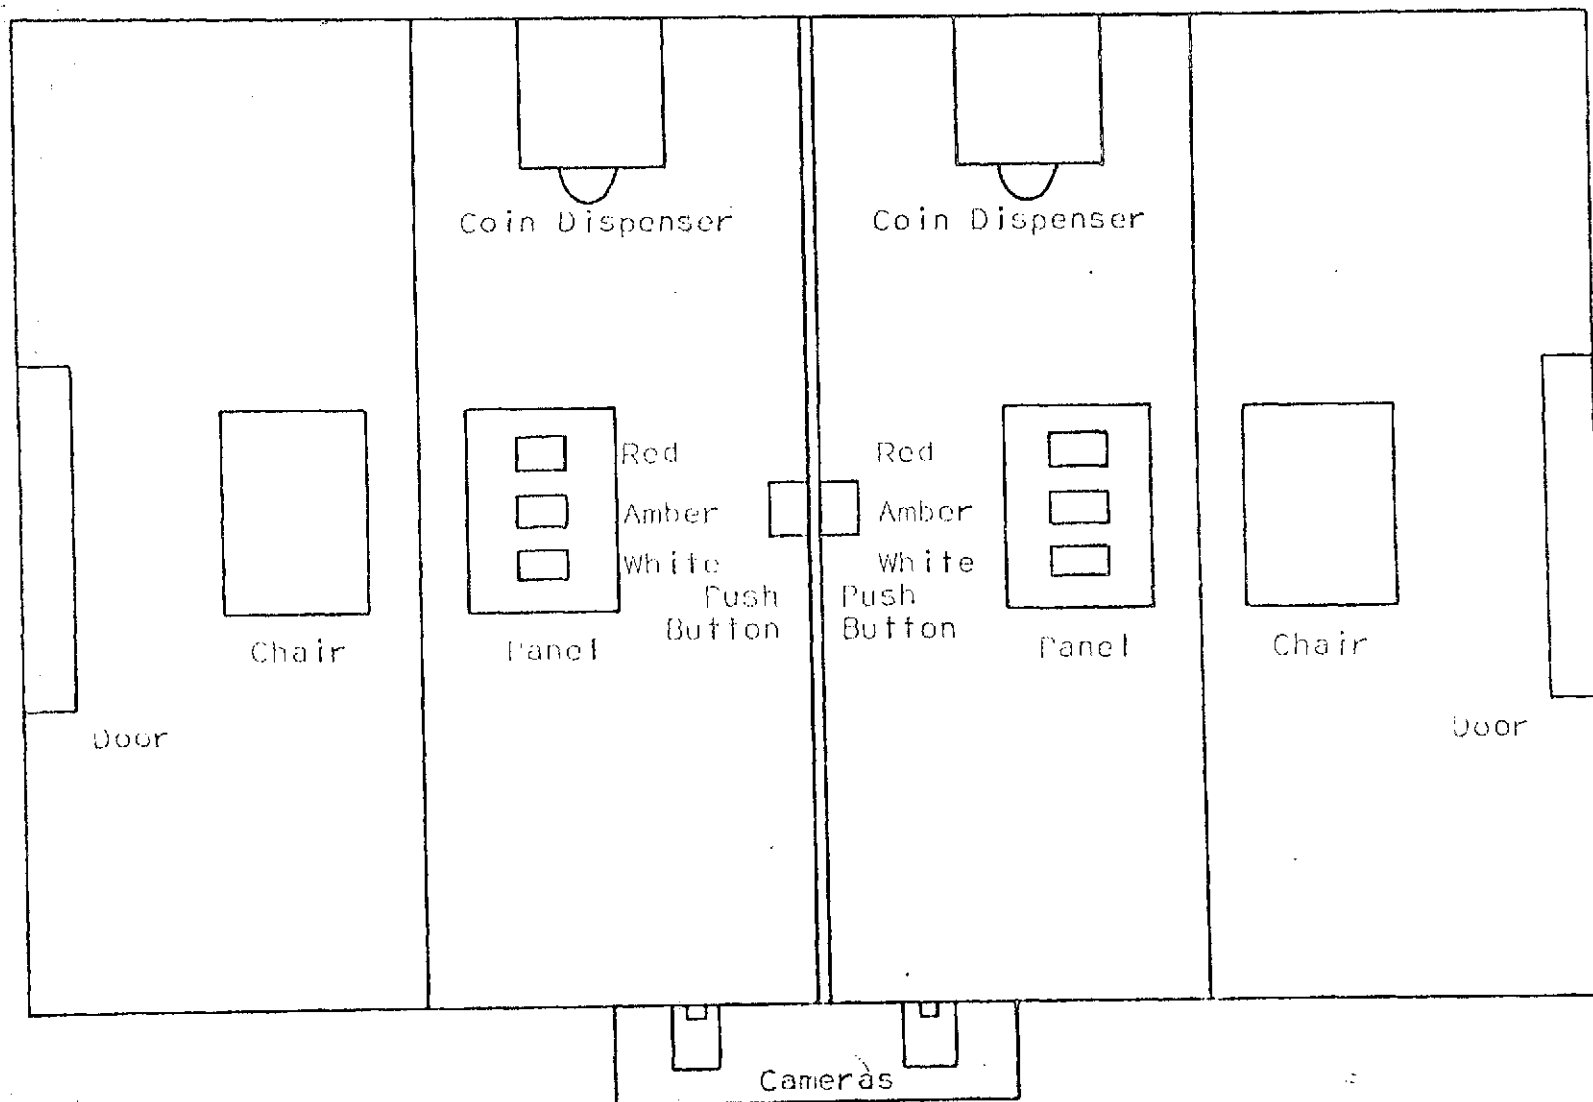 Coin Dispenser
Coin Dispenser
Red
Amber
White
Push
Button
Red
Amber
White
Push
Button
Chair
Panel
Panel
Chair
Door
Door
Cameras